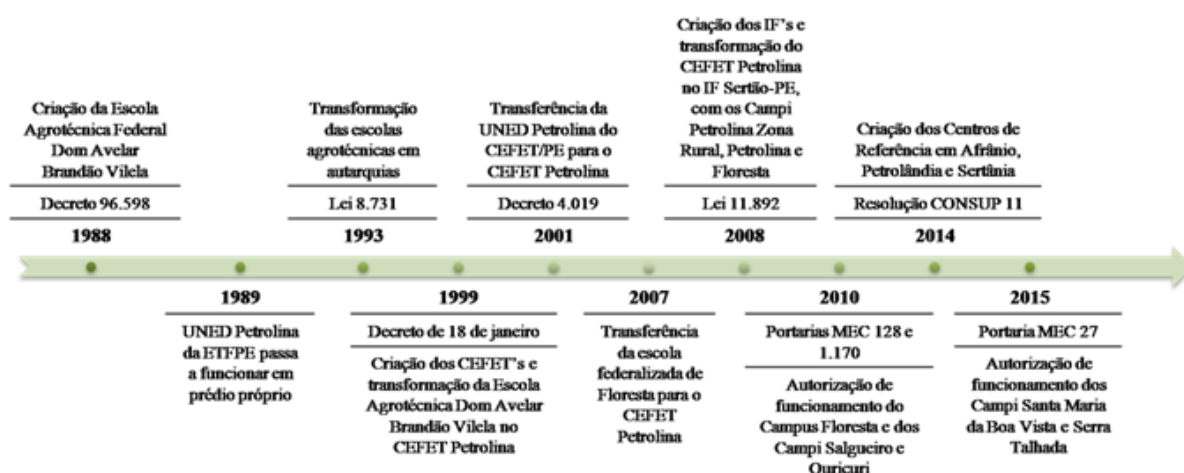 Criação da Escola
Agrotécnica Federal
Dom Avelar
Brandão Vilela
Decreto 96.598
1988
Transformação
das escolas
agrotécnicas em
autarquias
Lei 8.731
1993
Transferência da
UNED Petrolina do
CEFET/PE para o
CEFET Petrolina
Decreto 4.019
2001
Criação dos IF's e
transformação do
CEFET Petrolina
no IF Sertão-PE,
com os Campi
Petrolina Zona
Rural, Petrolina e
Floresta
Lei 11.892
2008
Criação dos Centros de
Referência em Afrânio,
Petrolândia e Sertânia
Resolução CONSUP 11
2014
1989
UNED Petrolina
da ETFPE passa
a funcionar em
prédio próprio
1999
Decreto de 18 de janeiro
Criação dos CEFET's e
transformação da Escola
Agrotécnica Dom Avelar
Brandão Vilela no
CEFET Petrolina
2007
Transferência
da escola
federalizada de
Floresta para o
CEFET
Petrolina
2010
Portarias MEC 128 e
1.170
Autorização de
funcionamento do
Campus Floresta e dos
Campi Salgueiro e
Ouricuri
2015
Portaria MEC 27
Autorização de
funcionamento dos
Campi Santa Maria
da Boa Vista e Serra
Talhada